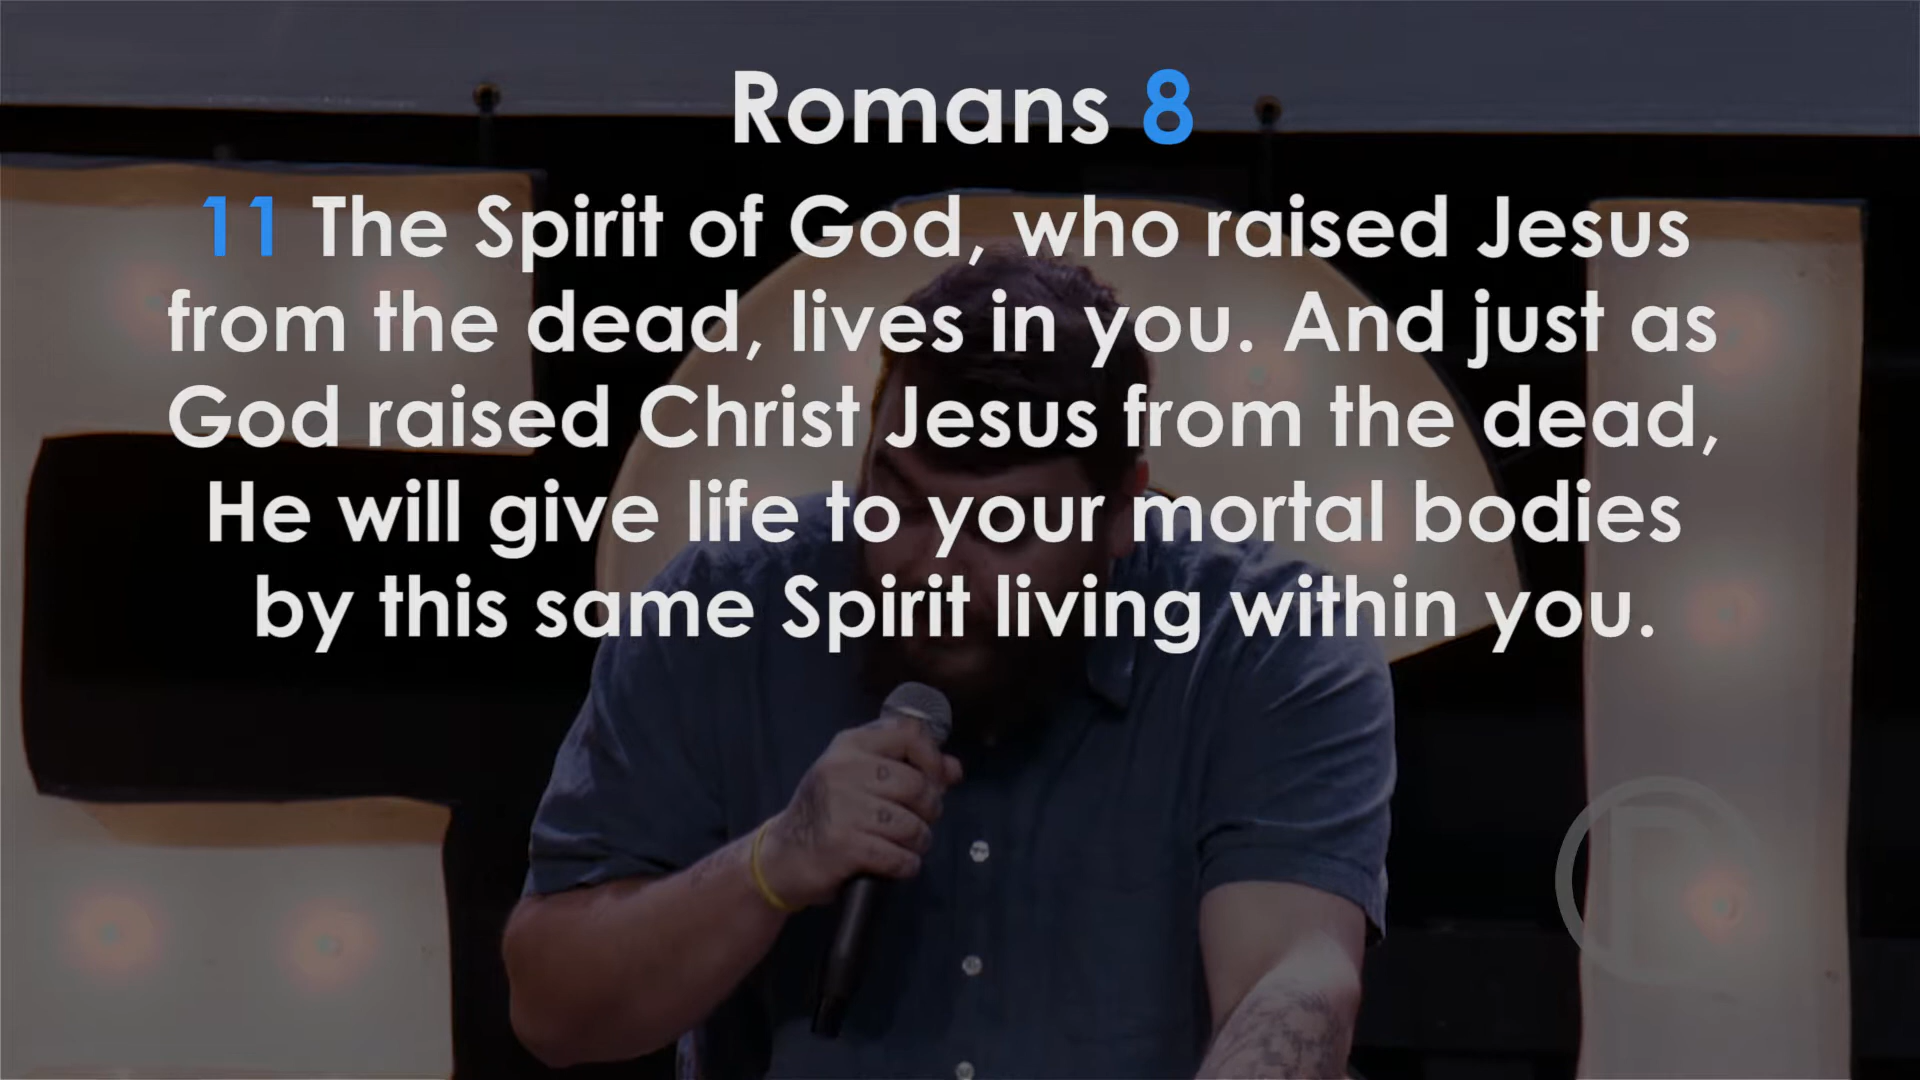 Romans 8
11 The Spirit of God, who raised Jesus
from the dead, lives in you. And just as
God raised Christ Jesus from the dead,
He will give life to your mortal bodies
by this same Spirit living within you.